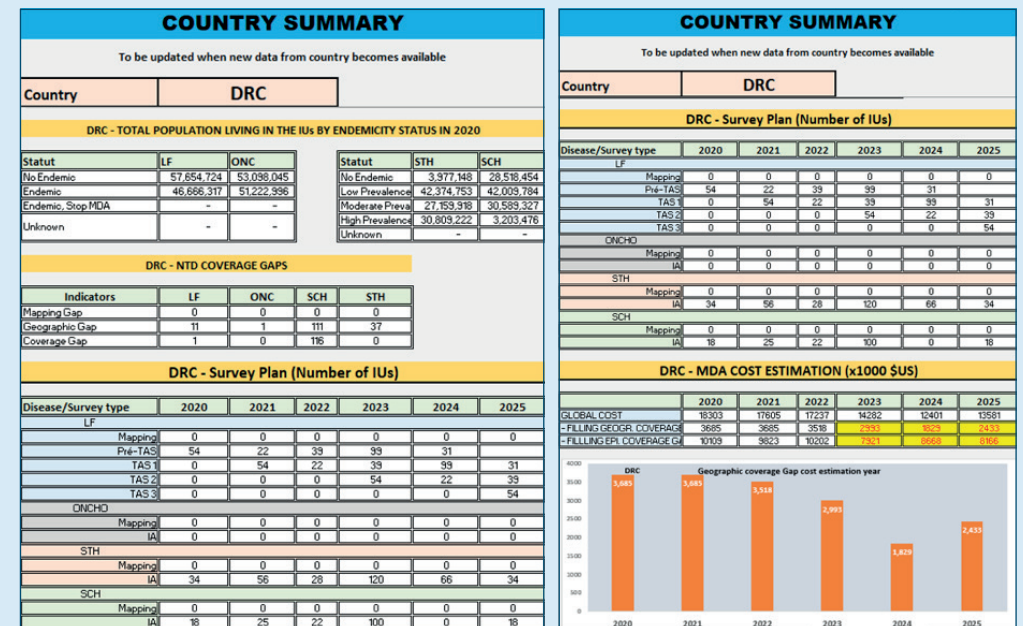 COUNTRY SUMMARY
To be updated when new data from country becomes available
Country DRC
DRC - TOTAL POPULATION LIVING IN THE IUs BY ENDEMICITY STATUS IN 2020
Statut LF ONC
No Endemic 57,654,724 53,098,045
Endemic 46,666,317 51,222,996
Endemic, Stop MDA - -
Unknown - -
Statut STH SCH
No Endemic 3,977,148 28,518,454
Low Prevalence 42,374,753 42,009,784
Moderate Preva 27,159,918 30,589,327
High Prevalence 30,809,222 3,203,476
Unknown - -
DRC - NTD COVERAGE GAPS
Indicators LF ONC SCH STH
Mapping Gap 0 0 0 0
Geographic Gap 11 1 111 37
Coverage Gap 1 0 116 0
DRC - Survey Plan (Number of IUs)
Disease/Survey type 2020 2021 2022 2023 2024 2025
LF
Mapping 0 0 0 0 0 0
Pré-TAS 54 22 39 99 31
TAS 1 0 54 22 39 99 31
TAS 2 0 0 0 54 22 39
TAS 3 0 0 0 0 0 54
ONCHO
Mapping 0 0 0 0 0 0
IA 0 0 0 0 0 0
STH
Mapping 0 0 0 0 0 0
IA 34 56 28 120 66 34
SCH
Mapping 0 0 0 0 0 0
IA 18 25 22 100 0 18
COUNTRY SUMMARY
To be updated when new data from country becomes available
Country DRC
DRC - Survey Plan (Number of IUs)
Disease/Survey type 2020 2021 2022 2023 2024 2025
LF
Mapping 0 0 0 0 0 0
Pré-TAS 54 22 39 99 31
TAS 1 0 54 22 39 99 31
TAS 2 0 0 0 54 22 39
TAS 3 0 0 0 0 0 54
ONCHO
Mapping 0 0 0 0 0 0
IA 0 0 0 0 0 0
STH
Mapping 0 0 0 0 0 0
IA 34 56 28 120 66 34
SCH
Mapping 0 0 0 0 0 0
IA 18 25 22 100 0 18
DRC - MDA COST ESTIMATION (x1000 $US)
2020 2021 2022 2023 2024 2025
GLOBAL COST 18303 17605 17237 14282 12401 13581
- FILLING GEOGR. COVERAGE 3685 3685 3518 2993 1829 2433
- FILLLING EPI. COVERAGE GA 10109 9823 10202 7921 8668 8166
DRC Geographic coverage Gap cost estimation year
4000
3500
3000
2500
2000
1500
1000
500
0
3,685 3,685 3,518 2,993 1,829 2,433
2020 2021 2022 2023 2024 2025